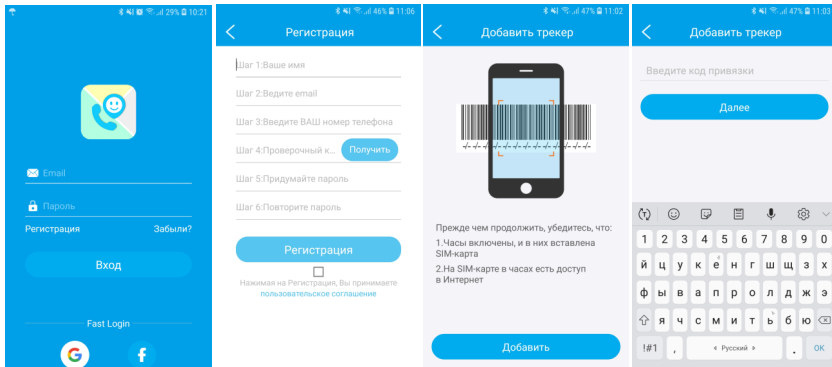 29% 10:21
Email
Пароль
Регистрация
Забыли?
Вход
Fast Login
G
f
46% 11:06
Регистрация
Шаг 1:Ваше имя
Шаг 2:Ведите email
Шаг 3:Введите ВАШ номер телефона
Шаг 4:Проверочный к...
Получить
Шаг 5:Придумайте пароль
Шаг 6:Повторите пароль
Регистрация
Нажимая на Регистрация, Вы принимаете
пользовательское соглашение
47% 11:02
Добавить трекер
Прежде чем продолжить, убедитесь, что:
1.Часы включены, и в них вставлена
SIM-карта
2.На SIM-карте в часах есть доступ
в Интернет
Добавить
47% 11:03
Добавить трекер
Введите код привязки
Далее
1 2 3 4 5 6 7 8 9 0
й ц у к е н г ш щ з х
ф ы в а п р о л д ж э
я ч с м и т ь б ю
!#1 , < Русский > . ОК